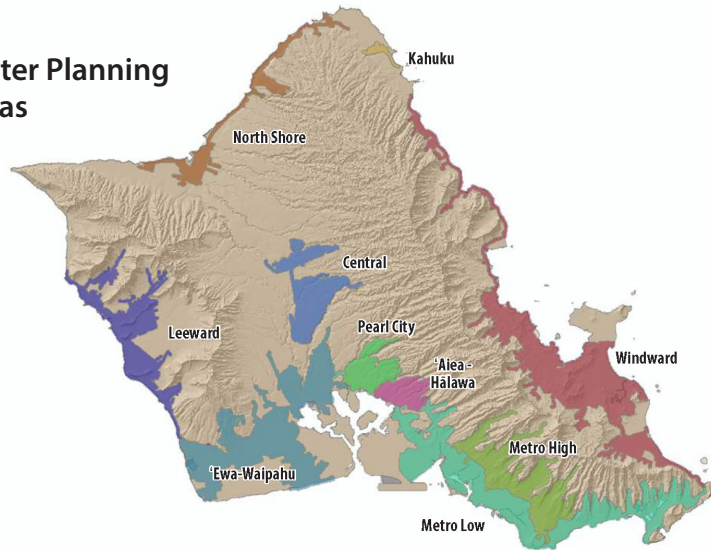 ter Planning
as
Kahuku
North Shore
Central
Leeward
Pearl City
ʻAiea -
Hālawa
Windward
Metro High
ʻEwa-Waipahu
Metro Low